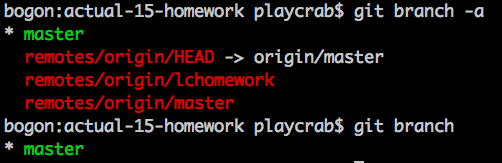 bogon:actual-15-homework playcrab$ git branch -a
* master
  remotes/origin/HEAD -> origin/master
  remotes/origin/lchomework
  remotes/origin/master
bogon:actual-15-homework playcrab$ git branch
* master